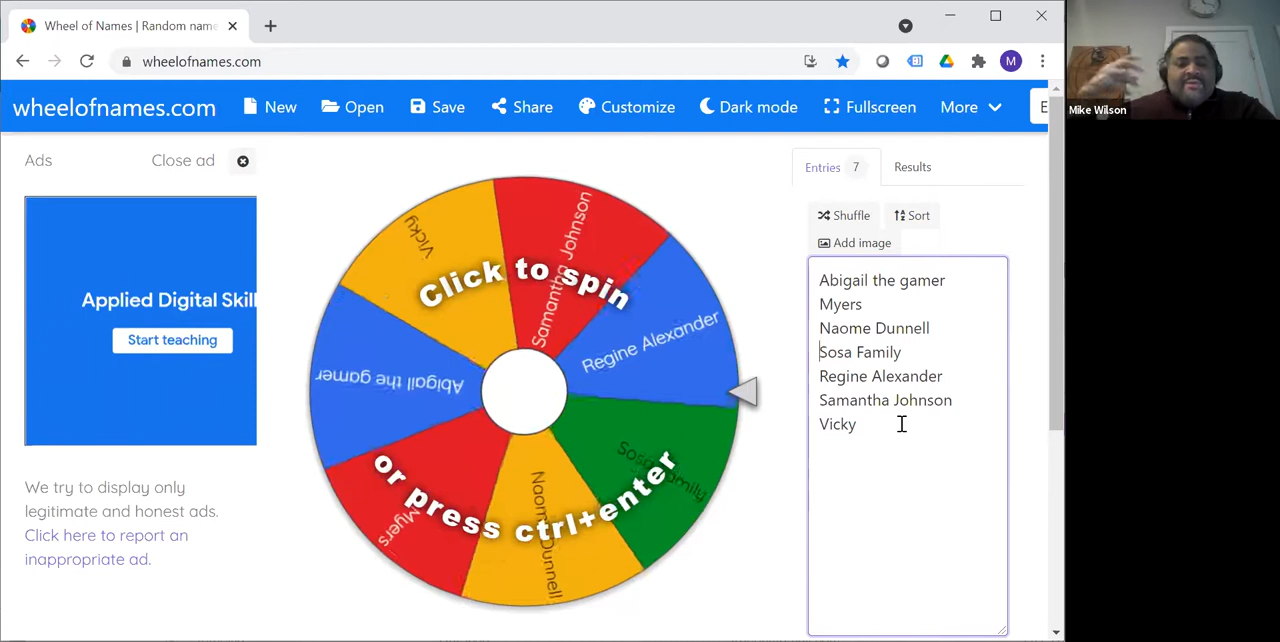 Wheel of Names | Random name
wheelofnames.com
M
wheelofnames.com
New
Open
Save
Share
Customize
Dark mode
Fullscreen
More
E
Mike Wilson
Ads
Close ad
Applied Digital Skil
Start teaching
We try to display only
legitimate and honest ads.
Click here to report an
inappropriate ad.
Click to spin
or press ctrl+enter
Vicky
Samantha Johnson
Regine Alexander
Sosa Family
Naome Dunnell
Myers
Abigail the gamer
Entries 7
Results
Shuffle
Sort
Add image
Abigail the gamer
Myers
Naome Dunnell
Sosa Family
Regine Alexander
Samantha Johnson
Vicky